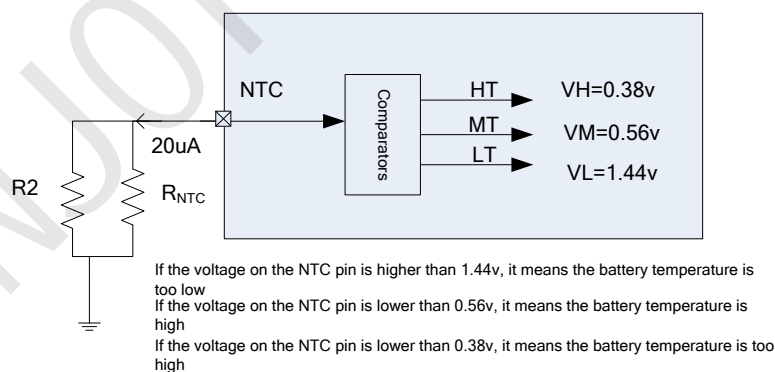 NTC
20uA
R2
RNTC
Comparators
HT
MT
LT
VH=0.38v
VM=0.56v
VL=1.44v
If the voltage on the NTC pin is higher than 1.44v, it means the battery temperature is
too low
If the voltage on the NTC pin is lower than 0.56v, it means the battery temperature is
high
If the voltage on the NTC pin is lower than 0.38v, it means the battery temperature is too
high